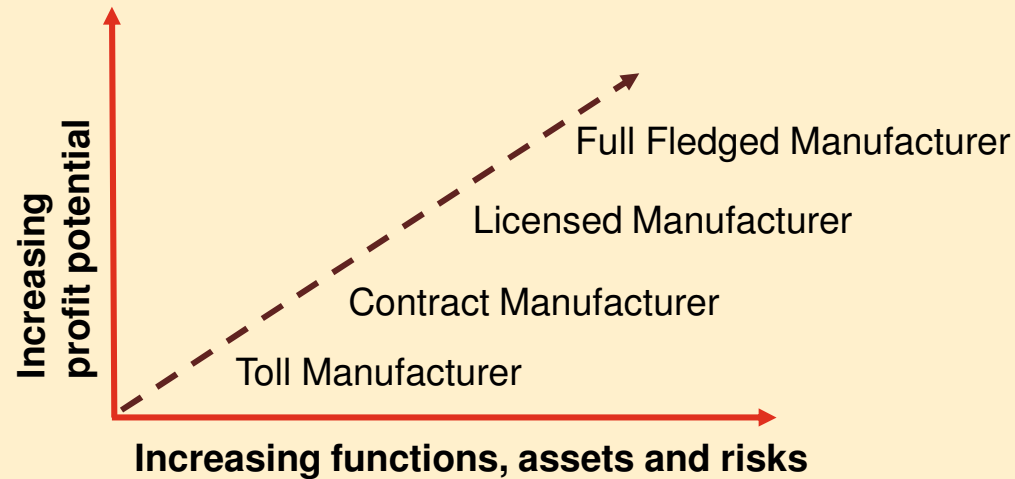 Increasing
profit potential
Full Fledged Manufacturer
Licensed Manufacturer
Contract Manufacturer
Toll Manufacturer
Increasing functions, assets and risks